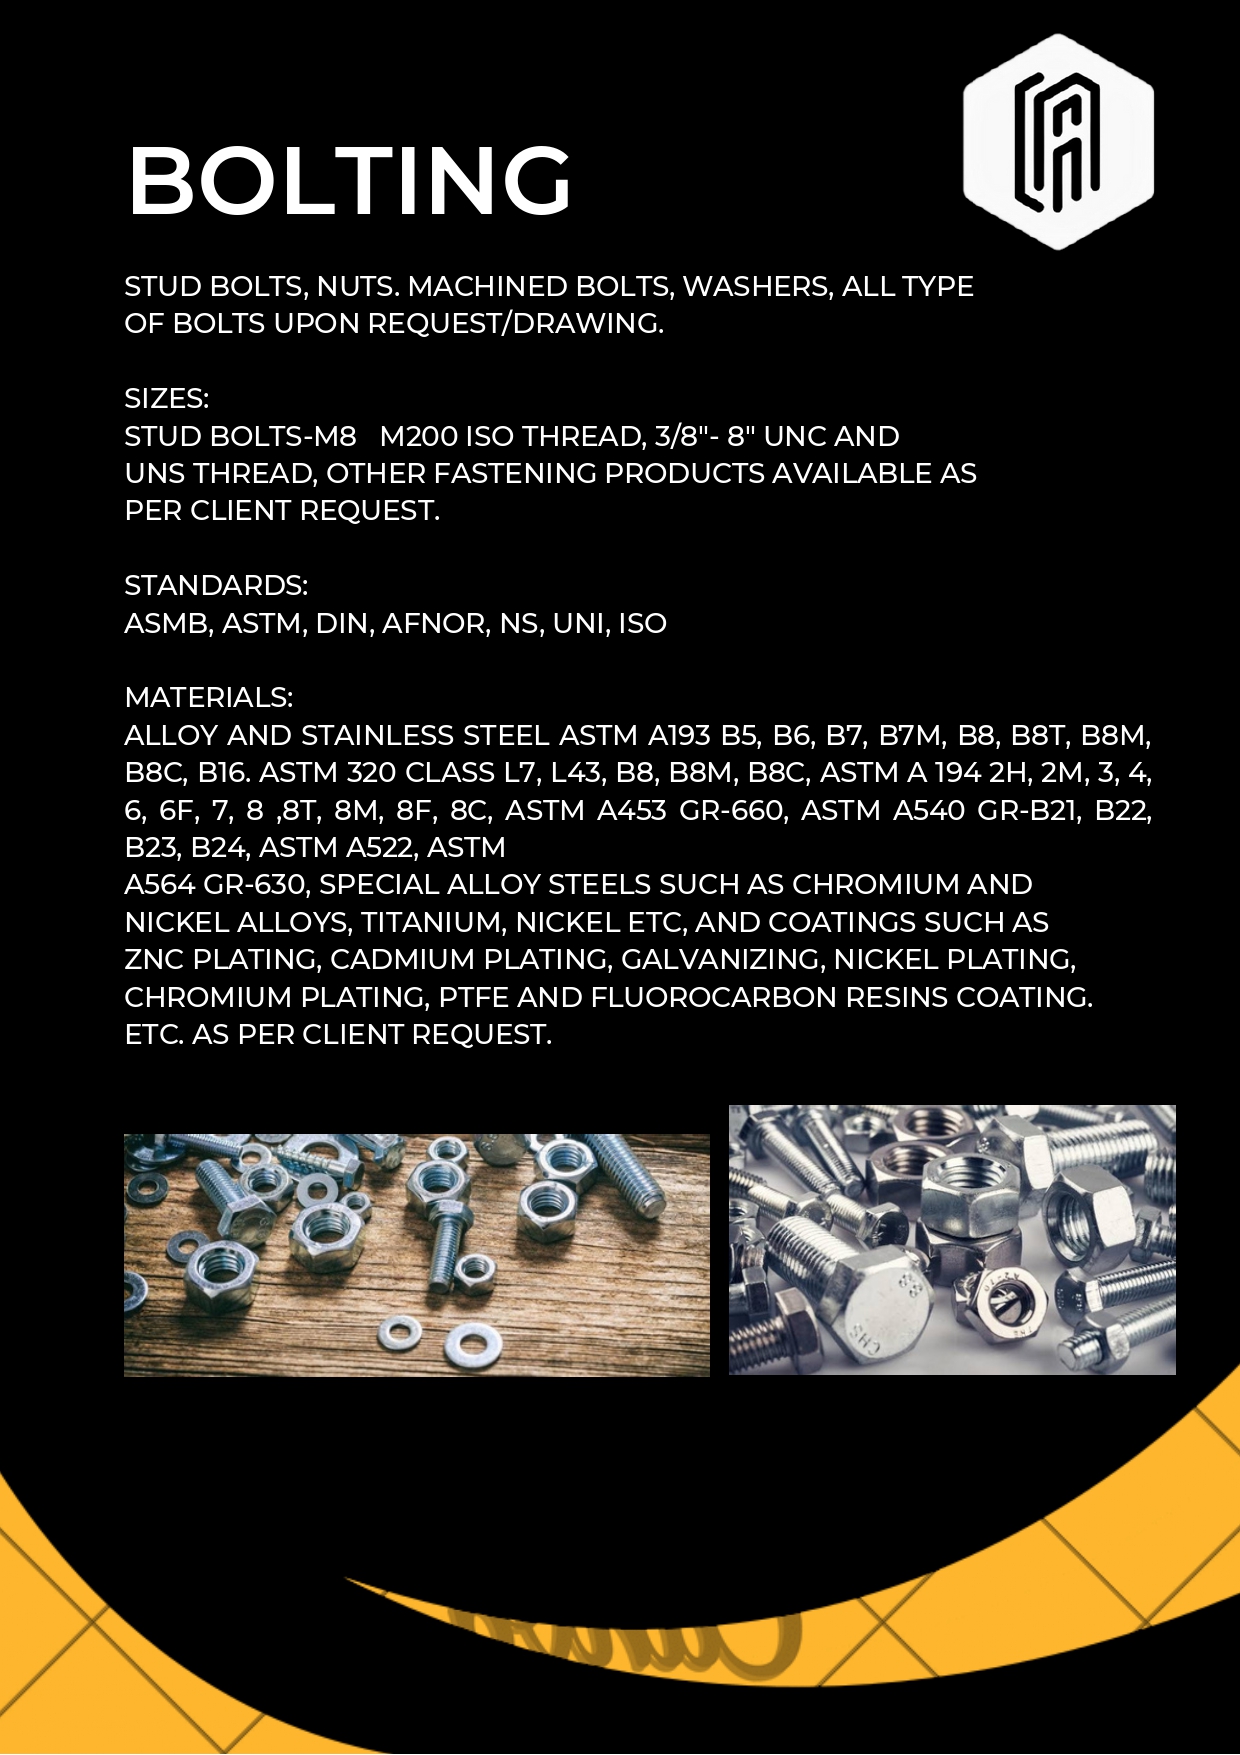 BOLTING
STUD BOLTS, NUTS. MACHINED BOLTS, WASHERS, ALL TYPE
OF BOLTS UPON REQUEST/DRAWING.
SIZES:
STUD BOLTS-M8 M200 ISO THREAD, 3/8"- 8" UNC AND
UNS THREAD, OTHER FASTENING PRODUCTS AVAILABLE AS
PER CLIENT REQUEST.
STANDARDS:
ASMB, ASTM, DIN, AFNOR, NS, UNI, ISO
MATERIALS:
ALLOY AND STAINLESS STEEL ASTM A193 B5, B6, B7, B7M, B8, B8T, B8M,
B8C, B16. ASTM 320 CLASS L7, L43, B8, B8M, B8C, ASTM A 194 2H, 2M, 3, 4,
6, 6F, 7, 8 ,8T, 8M, 8F, 8C, ASTM A453 GR-660, ASTM A540 GR-B21, B22,
B23, B24, ASTM A522, ASTM
A564 GR-630, SPECIAL ALLOY STEELS SUCH AS CHROMIUM AND
NICKEL ALLOYS, TITANIUM, NICKEL ETC, AND COATINGS SUCH AS
ZNC PLATING, CADMIUM PLATING, GALVANIZING, NICKEL PLATING,
CHROMIUM PLATING, PTFE AND FLUOROCARBON RESINS COATING.
ETC. AS PER CLIENT REQUEST.
CHS